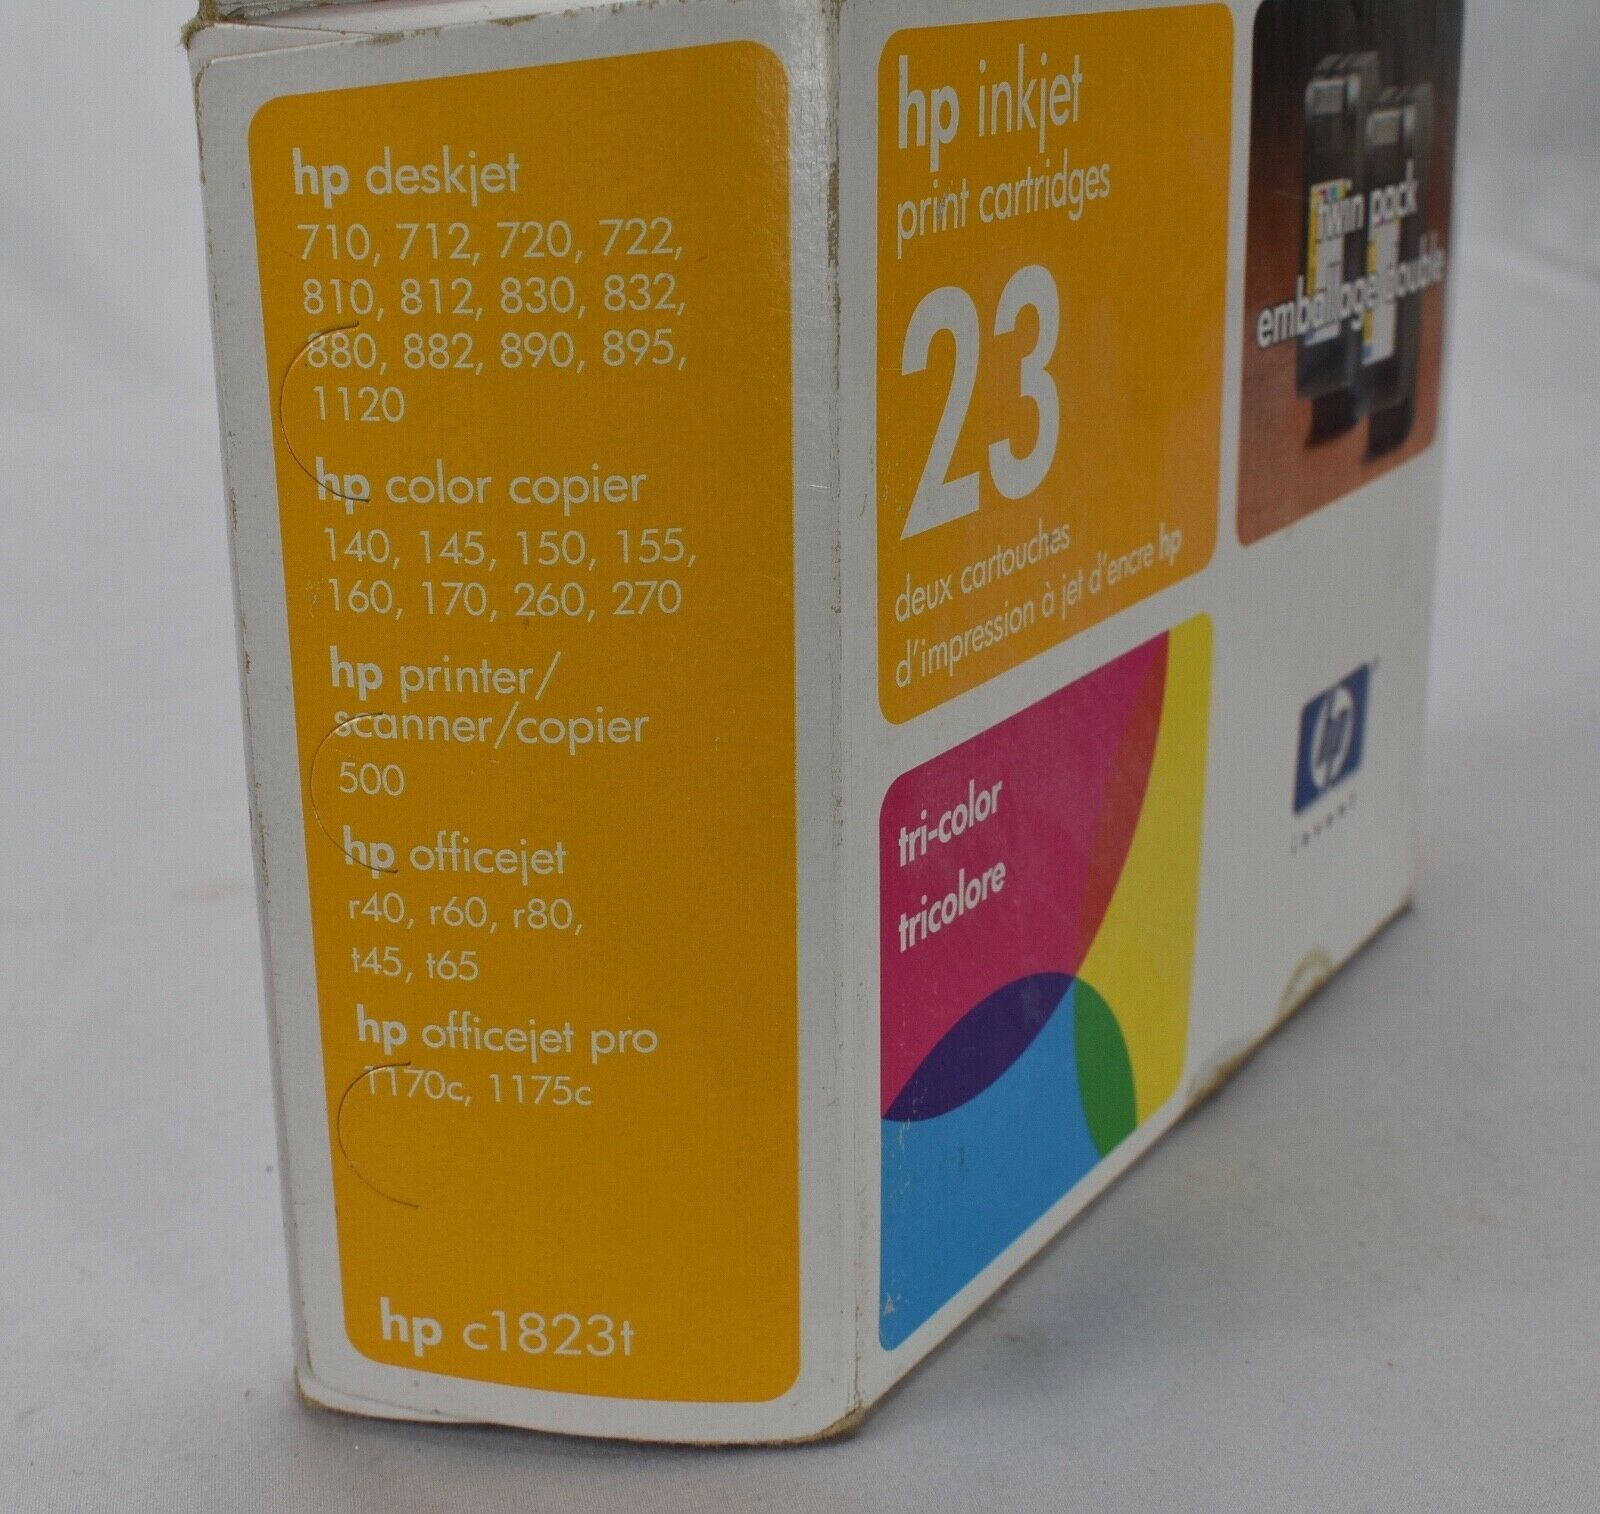 hp deskjet
710, 712, 720, 722,
810, 812, 830, 832,
880, 882, 890, 895,
1120
hp color copier
140, 145, 150, 155,
160, 170, 260, 270
hp printer/
scanner/copier
500
hp officejet
r40, r60, r80,
t45, t65
hp officejet pro
1170c, 1175c
hp c1823t
hp inkjet
print cartridges
23
deux cartouches
d'impression à jet d'encre hp
twin pack
emballage double
tri-color
tricolore
hp
invent